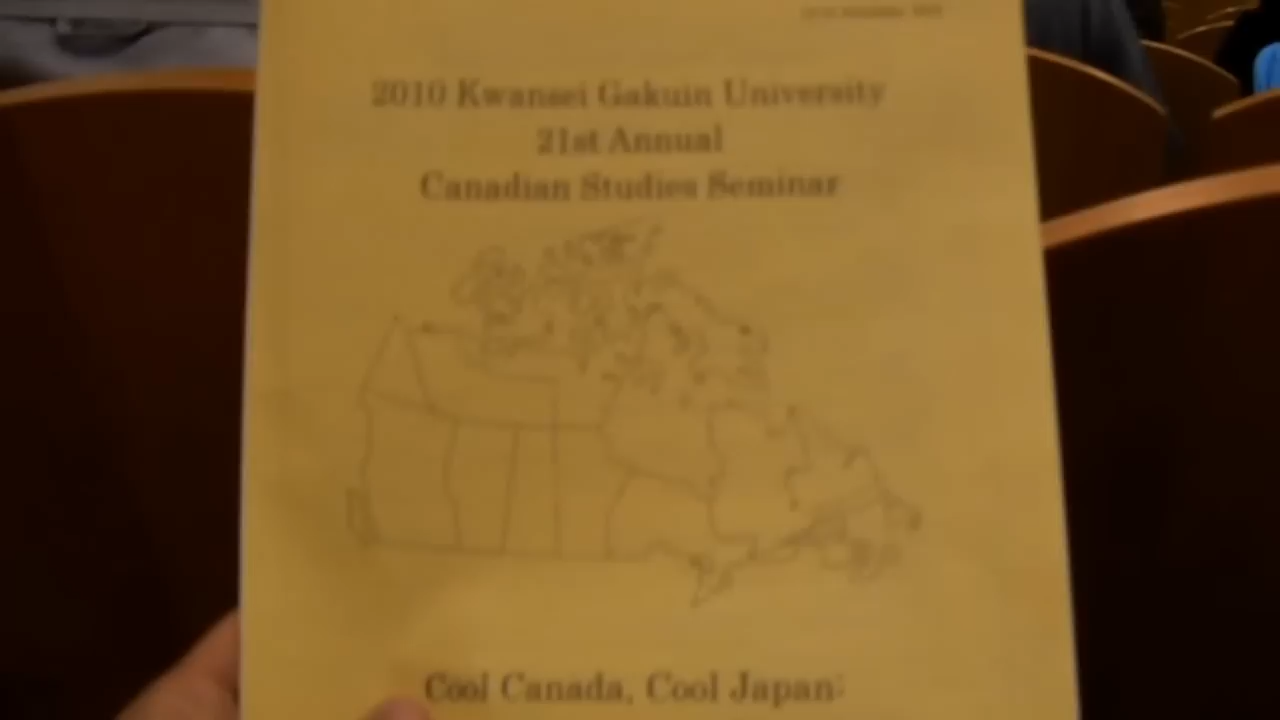 2010 Kwansei Gakuin University
21st Annual
Canadian Studies Seminar
Cool Canada, Cool Japan: